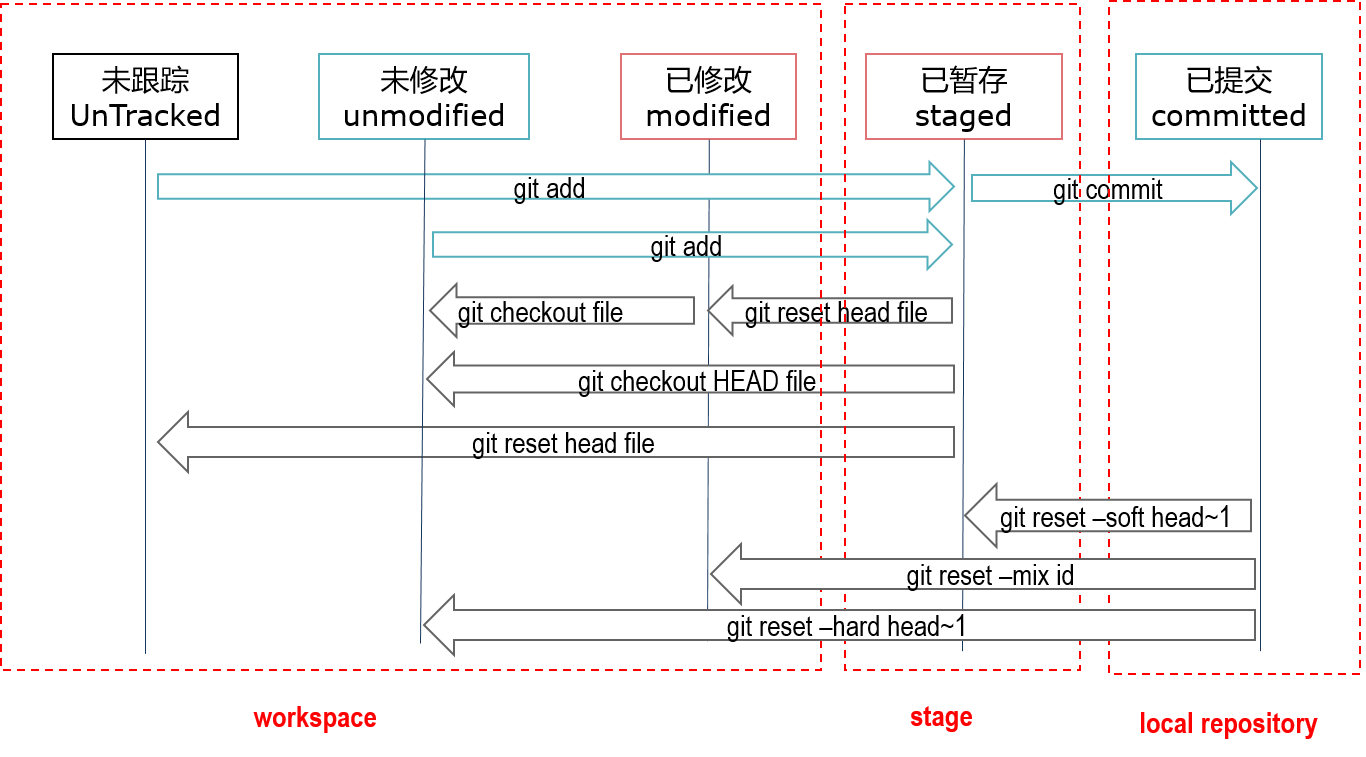 未跟踪
UnTracked
未修改
unmodified
已修改
modified
已暂存
staged
已提交
committed
git add
git commit
git add
git checkout file
git reset head file
git checkout HEAD file
git reset head file
git reset –soft head~1
git reset –mix id
git reset –hard head~1
workspace
stage
local repository